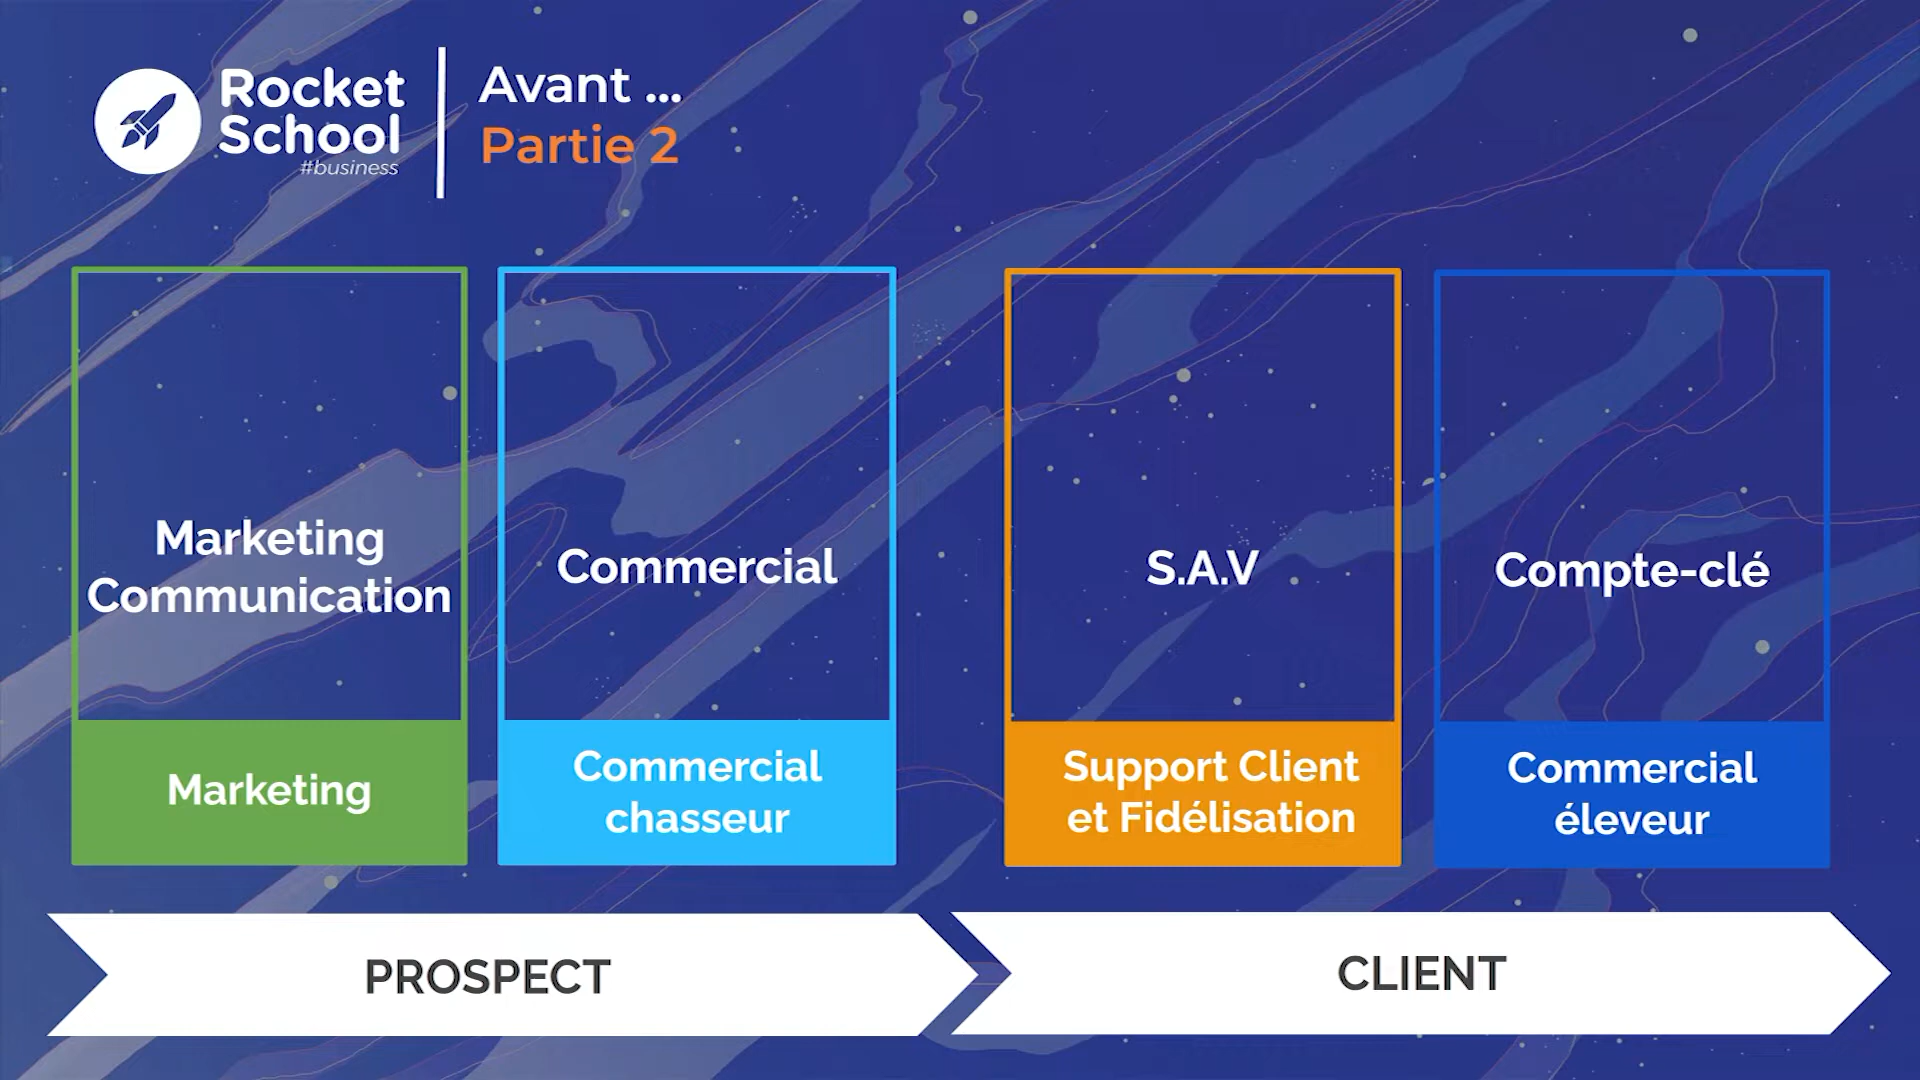 Rocket
School
#business
Avant ...
Partie 2
Marketing
Communication
Marketing
Commercial
Commercial
chasseur
S.A.V
Support Client
et Fidélisation
Compte-clé
Commercial
éleveur
PROSPECT
CLIENT